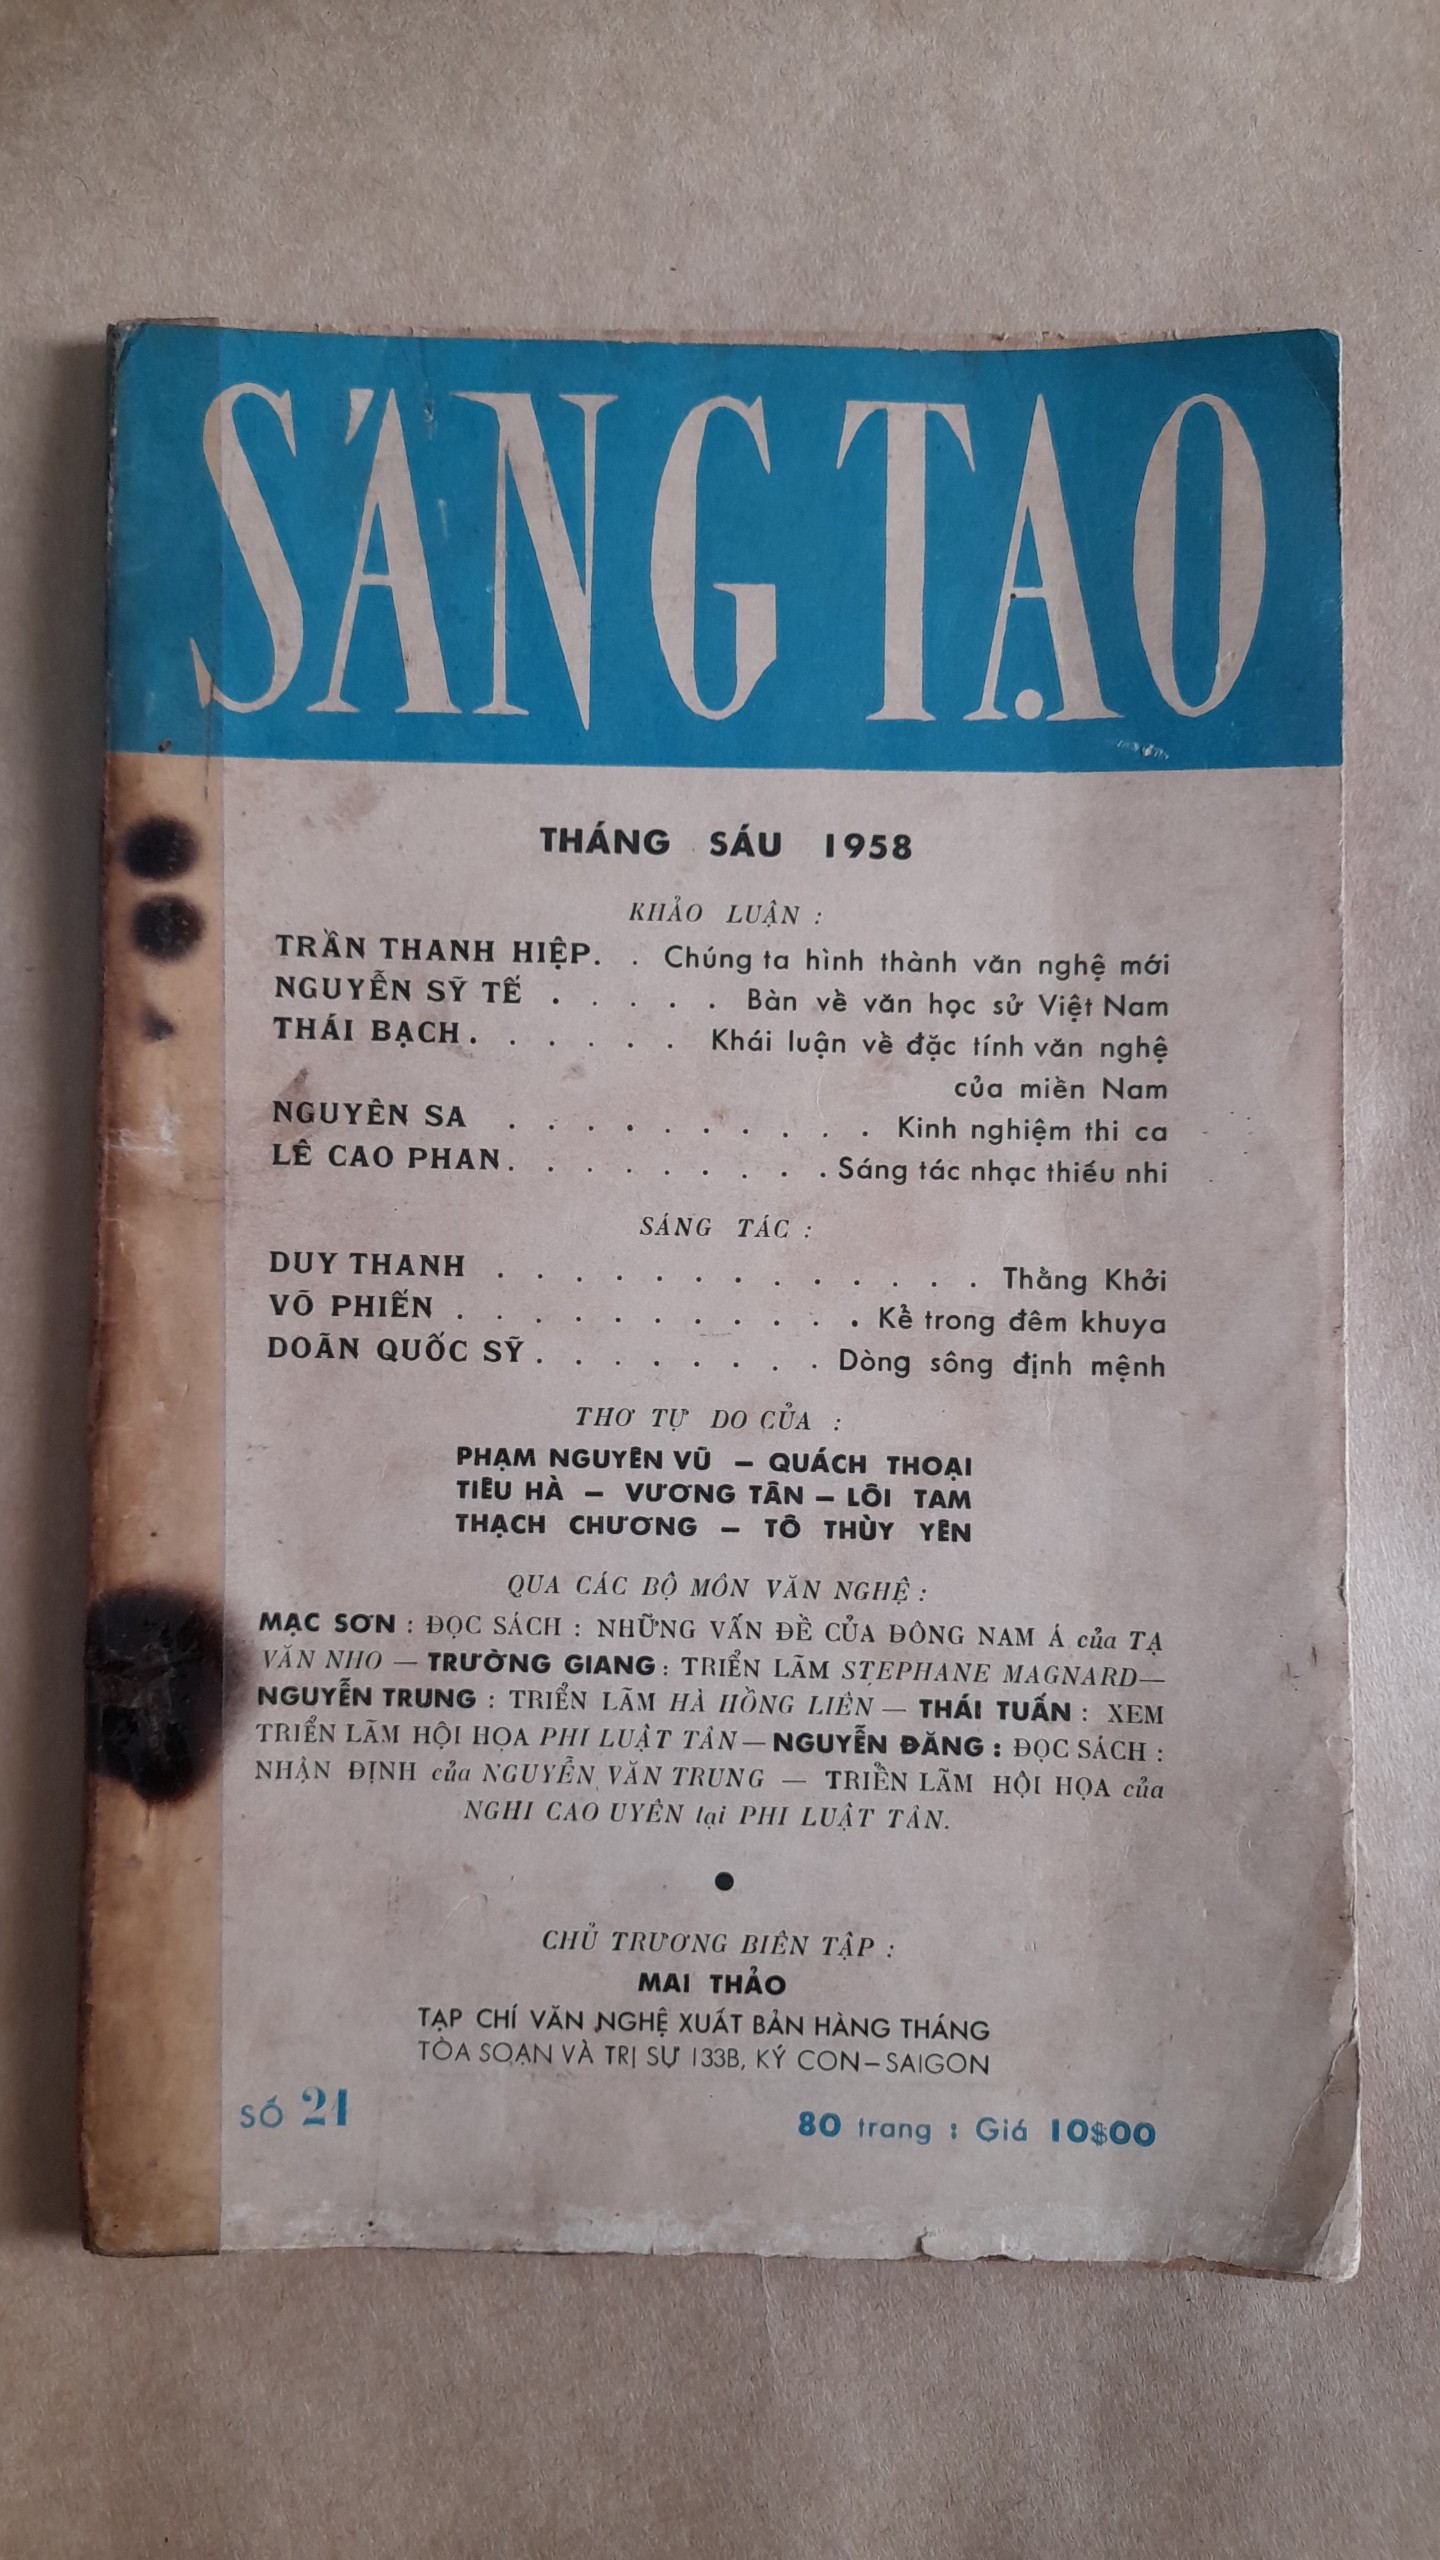 SÁNG TẠO
THÁNG SÁU 1958
KHẢO LUẬN :
TRẦN THANH HIỆP. . Chúng ta hình thành văn nghệ mới
NGUYỄN SỸ TẾ . . . . . Bàn về văn học sử Việt Nam
THÁI BẠCH . . . . . . Khái luận về đặc tính văn nghệ
của miền Nam
NGUYÊN SA . . . . . . . . . . Kinh nghiệm thi ca
LÊ CAO PHAN . . . . . . . . . Sáng tác nhạc thiếu nhi
SÁNG TÁC :
DUY THANH . . . . . . . . . . . . . Thằng Khởi
VÕ PHIẾN . . . . . . . . . . . Kể trong đêm khuya
DOÃN QUỐC SỸ . . . . . . . . Dòng sông định mệnh
THƠ TỰ DO CỦA :
PHẠM NGUYÊN VŨ – QUÁCH THOẠI
TIÊU HÀ – VƯƠNG TÂN – LÔI TAM
THẠCH CHƯƠNG – TÔ THÙY YÊN
QUA CÁC BỘ MÔN VĂN NGHỆ :
MẠC SƠN : ĐỌC SÁCH : NHỮNG VẤN ĐỀ CỦA ĐÔNG NAM Á của TẠ
VĂN NHO — TRƯỜNG GIANG : TRIỂN LÃM STEPHANE MAGNARD—
NGUYỄN TRUNG : TRIỂN LÃM HÀ HỒNG LIÊN — THÁI TUẤN : XEM
TRIỂN LÃM HỘI HỌA PHI LUẬT TÂN — NGUYỄN ĐĂNG : ĐỌC SÁCH :
NHẬN ĐỊNH của NGUYỄN VĂN TRUNG — TRIỂN LÃM HỘI HỌA của
NGHI CAO UYÊN tại PHI LUẬT TÂN.
CHỦ TRƯƠNG BIÊN TẬP :
MAI THẢO
TẠP CHÍ VĂN NGHỆ XUẤT BẢN HÀNG THÁNG
TÒA SOẠN VÀ TRỊ SỰ 133B, KÝ CON – SAIGON
SỐ 21
80 trang : Giá 10$00